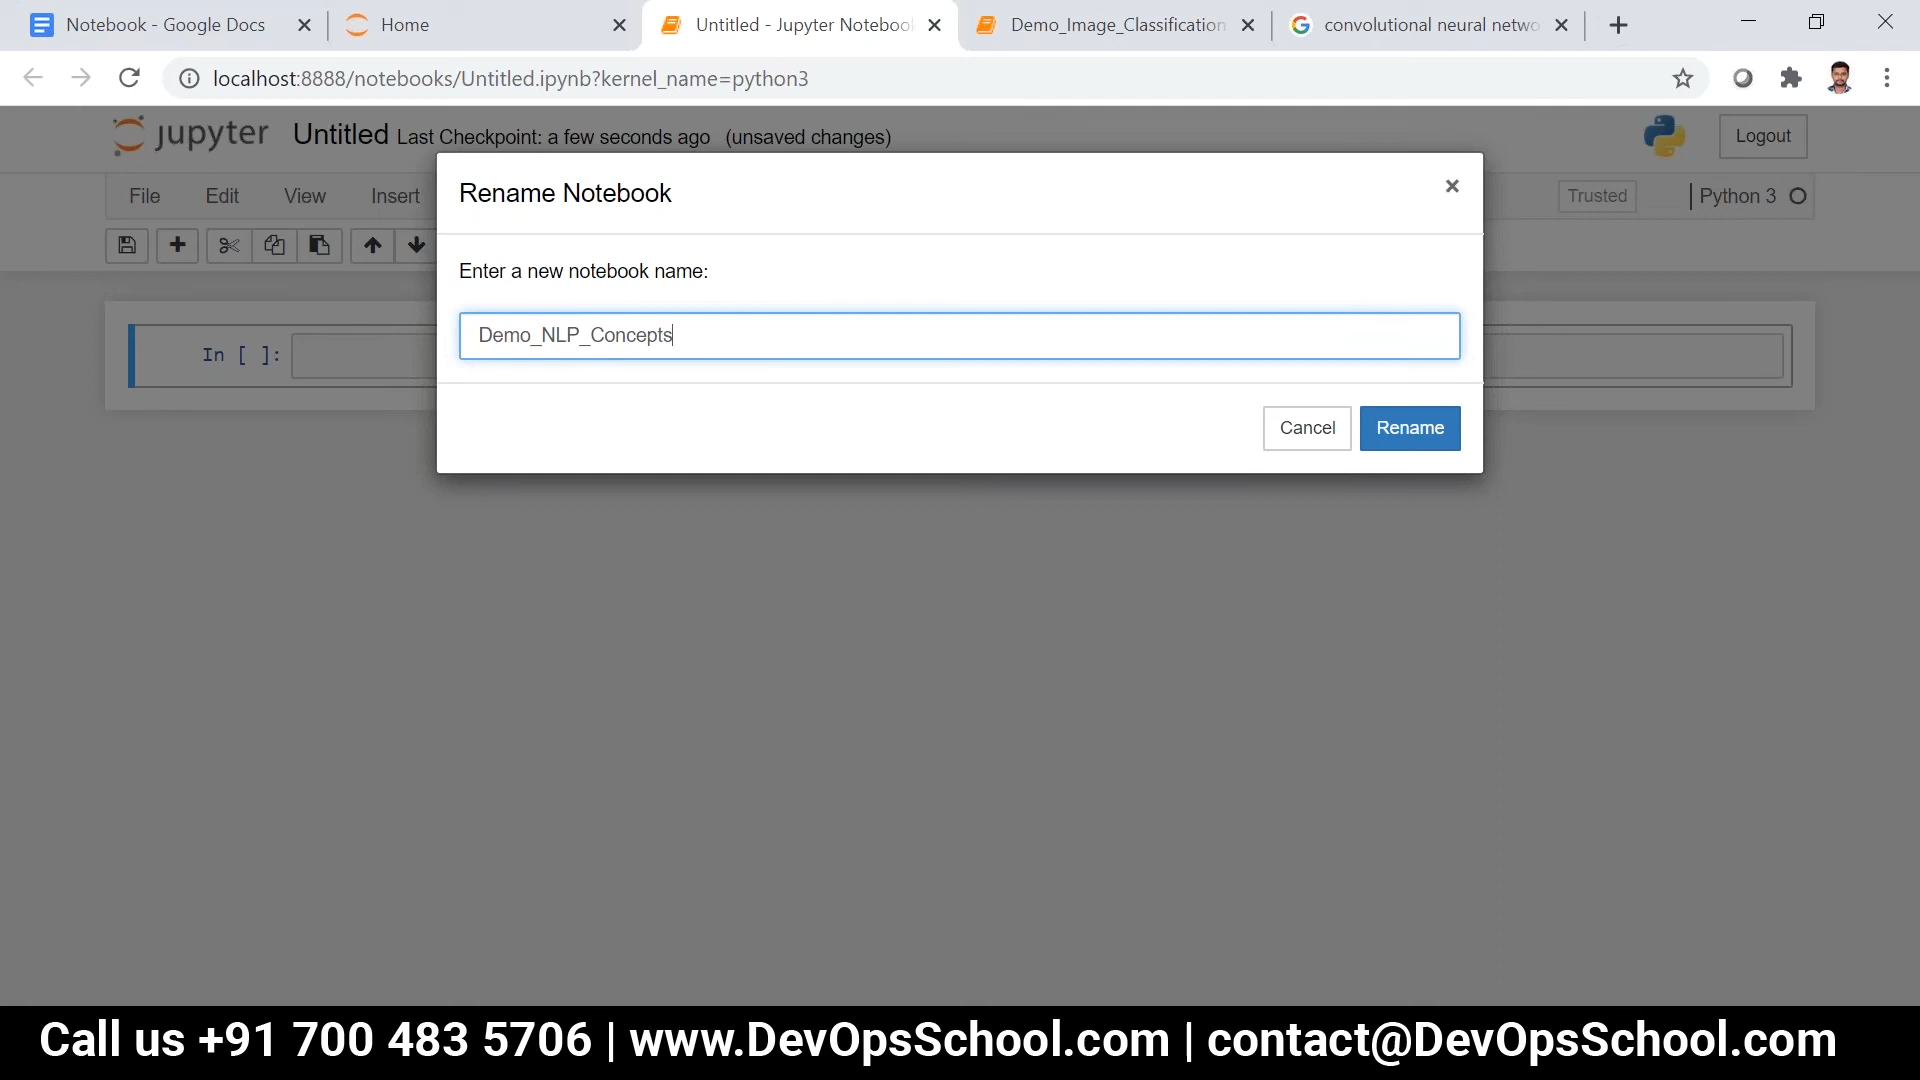 Notebook - Google Docs
Home
Untitled - Jupyter Notebook
Demo_Image_Classification
convolutional neural netwo
localhost:8888/notebooks/Untitled.ipynb?kernel_name=python3
jupyter Untitled Last Checkpoint: a few seconds ago (unsaved changes)
Logout
File Edit View Insert
Trusted
Python 3
Rename Notebook
Enter a new notebook name:
Demo_NLP_Concepts
In [ ]:
Cancel Rename
Call us +91 700 483 5706 | www.DevOpsSchool.com | contact@DevOpsSchool.com